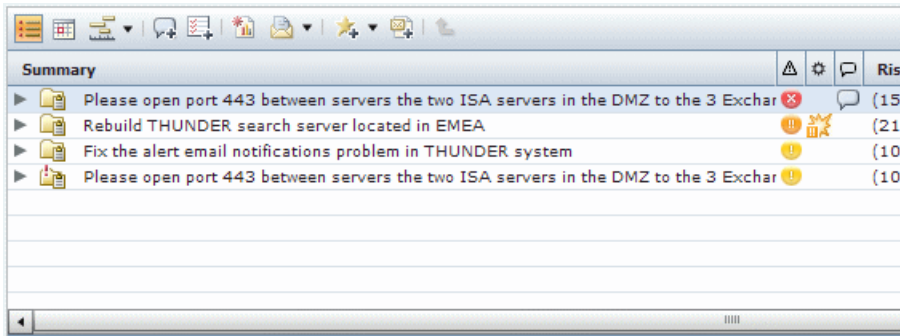 Summary Ris
Please open port 443 between servers the two ISA servers in the DMZ to the 3 Exchar (15
Rebuild THUNDER search server located in EMEA (21
Fix the alert email notifications problem in THUNDER system (10
Please open port 443 between servers the two ISA servers in the DMZ to the 3 Exchar (10